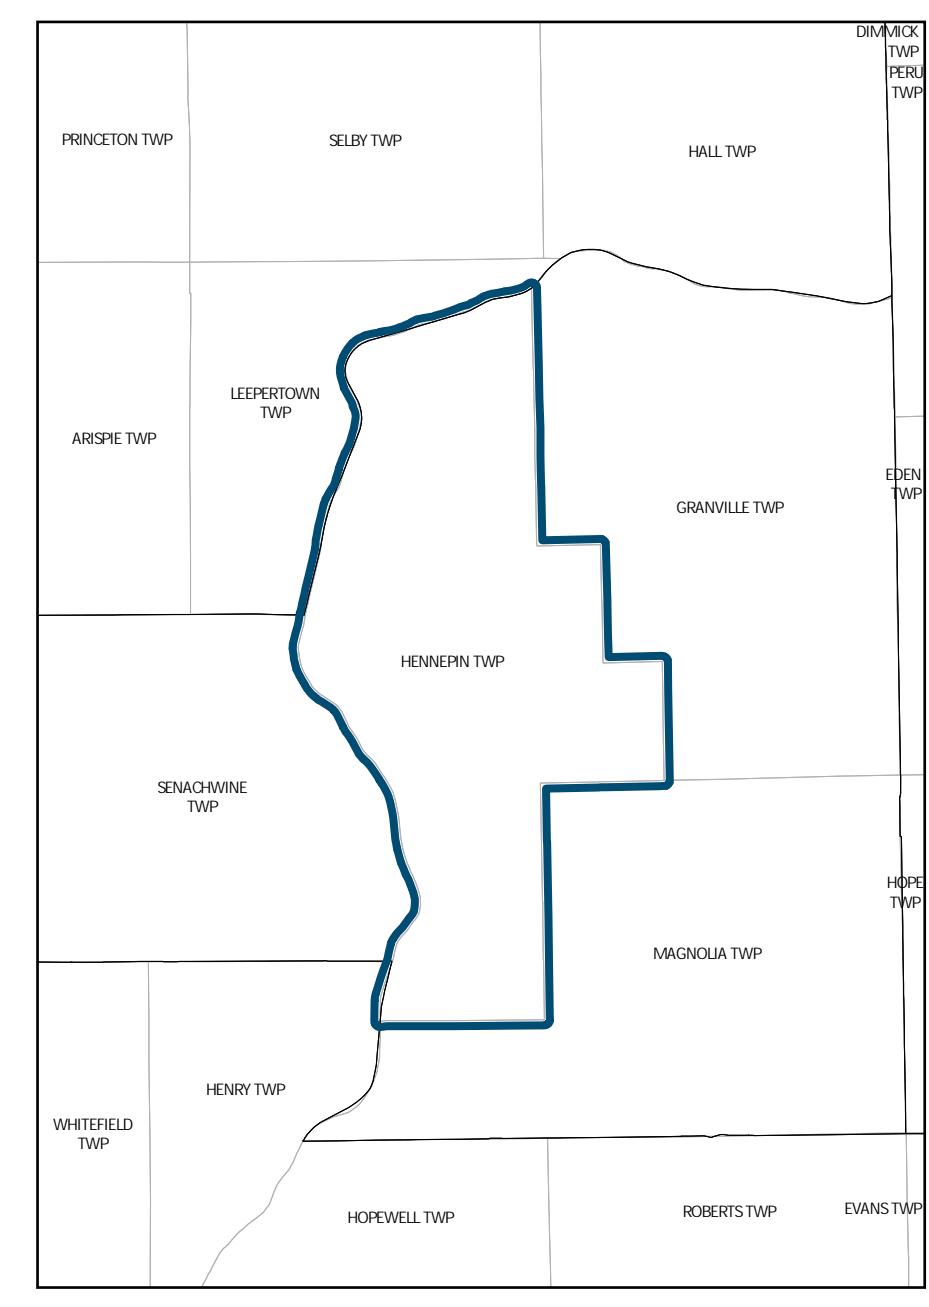 DIMMICK
TWP
PERU
TWP
PRINCETON TWP
SELBY TWP
HALL TWP
LEEPERTOWN
TWP
ARISPIE TWP
EDEN
TWP
GRANVILLE TWP
HENNEPIN TWP
SENACHWINE
TWP
HOPE
TWP
MAGNOLIA TWP
HENRY TWP
WHITEFIELD
TWP
HOPEWELL TWP
ROBERTS TWP
EVANS TWP